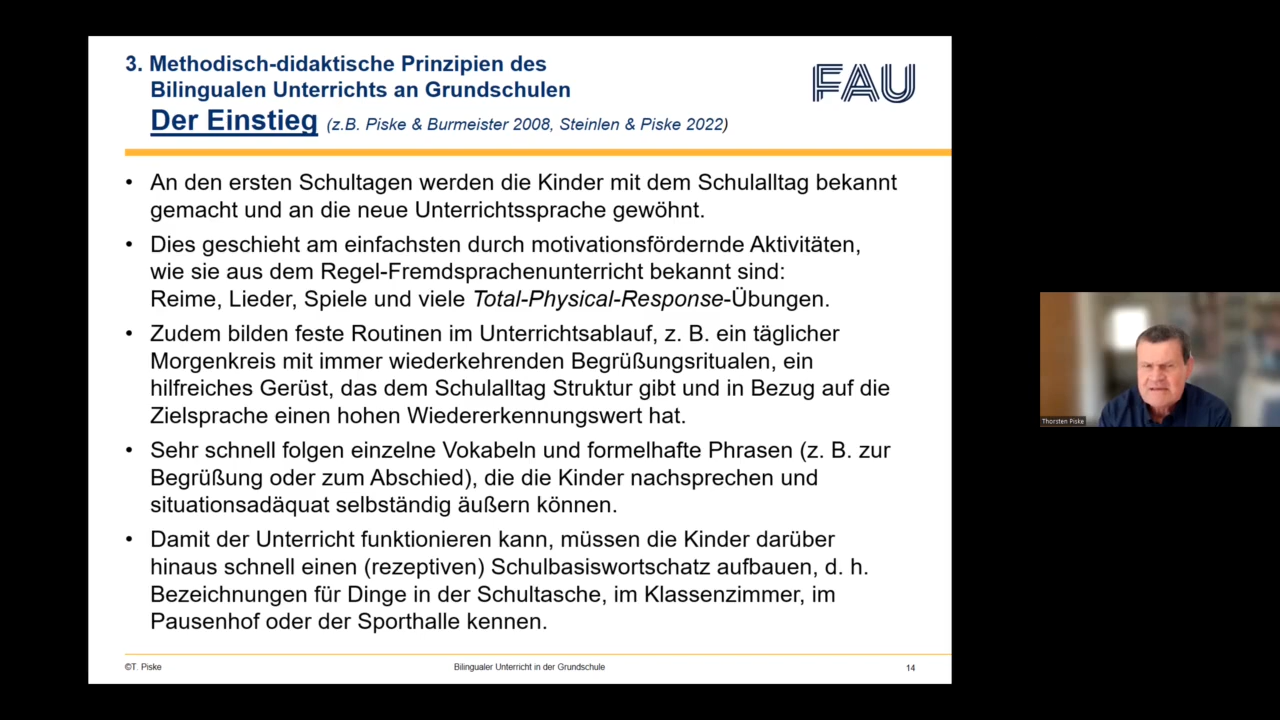 3. Methodisch-didaktische Prinzipien des
Bilingualen Unterrichts an Grundschulen
Der Einstieg (z.B. Piske & Burmeister 2008, Steinlen & Piske 2022)
FAU
• An den ersten Schultagen werden die Kinder mit dem Schulalltag bekannt
gemacht und an die neue Unterrichtssprache gewöhnt.
• Dies geschieht am einfachsten durch motivationsfördernde Aktivitäten,
wie sie aus dem Regel-Fremdsprachenunterricht bekannt sind:
Reime, Lieder, Spiele und viele Total-Physical-Response-Übungen.
• Zudem bilden feste Routinen im Unterrichtsablauf, z. B. ein täglicher
Morgenkreis mit immer wiederkehrenden Begrüßungsritualen, ein
hilfreiches Gerüst, das dem Schulalltag Struktur gibt und in Bezug auf die
Zielsprache einen hohen Wiedererkennungswert hat.
• Sehr schnell folgen einzelne Vokabeln und formelhafte Phrasen (z. B. zur
Begrüßung oder zum Abschied), die die Kinder nachsprechen und
situationsadäquat selbständig äußern können.
• Damit der Unterricht funktionieren kann, müssen die Kinder darüber
hinaus schnell einen (rezeptiven) Schulbasiswortschatz aufbauen, d. h.
Bezeichnungen für Dinge in der Schultasche, im Klassenzimmer, im
Pausenhof oder der Sporthalle kennen.
©T. Piske
Bilingualer Unterricht in der Grundschule
14
Thorsten Piske